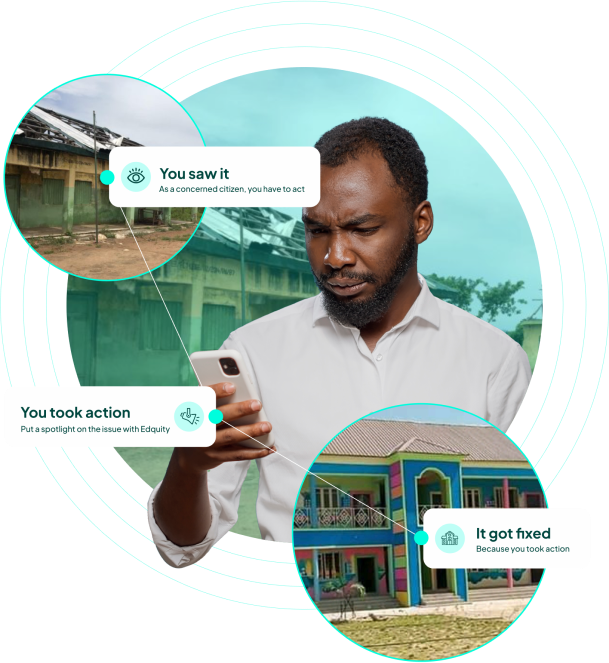 You saw it
As a concerned citizen, you have to act
You took action
Put a spotlight on the issue with Edquity
It got fixed
Because you took action